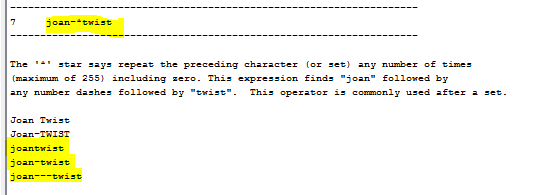 --------------------------------------------------------------------
7 joan-*twist
--------------------------------------------------------------------
The '*' star says repeat the preceding character (or set) any number of times
(maximum of 255) including zero. This expression finds "joan" followed by
any number dashes followed by "twist".  This operator is commonly used after a set.
Joan Twist
Joan-TWIST
joantwist
joan-twist
joan---twist